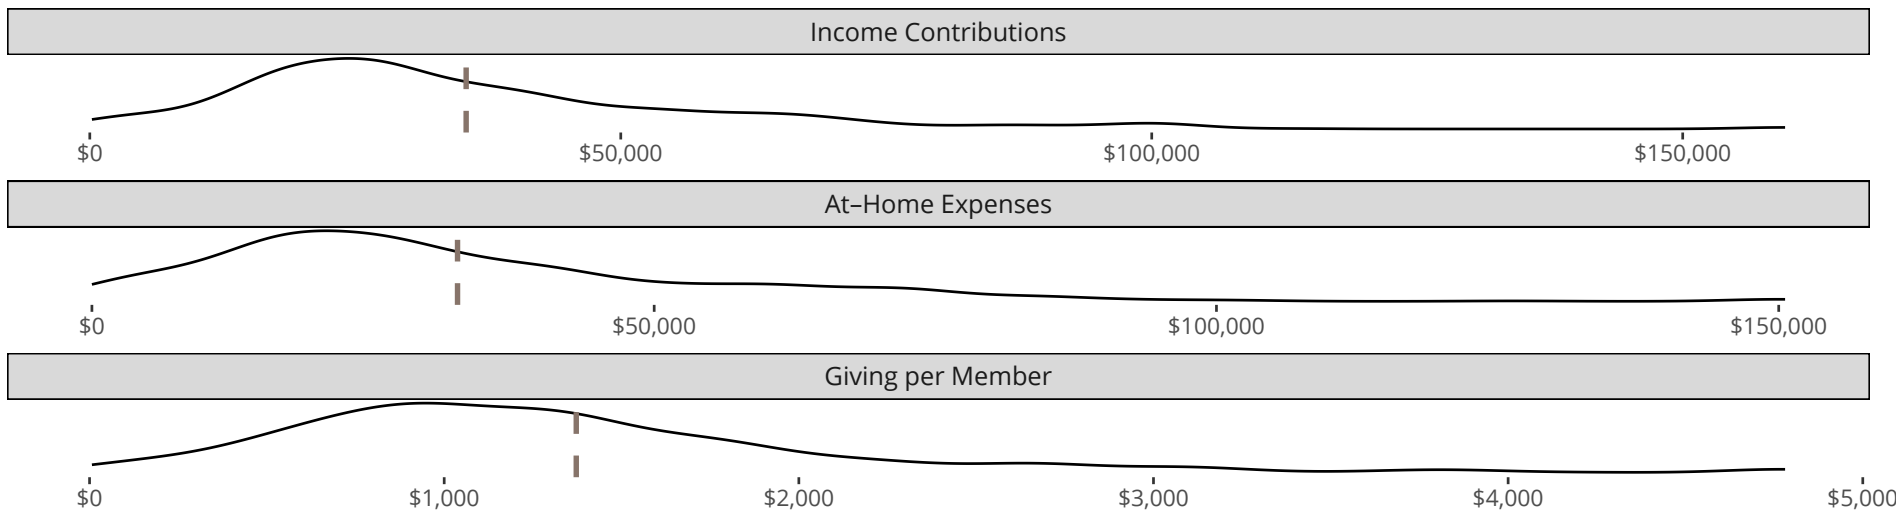 Income Contributions
$0 $50,000 $100,000 $150,000
At–Home Expenses
$0 $50,000 $100,000 $150,000
Giving per Member
$0 $1,000 $2,000 $3,000 $4,000 $5,000